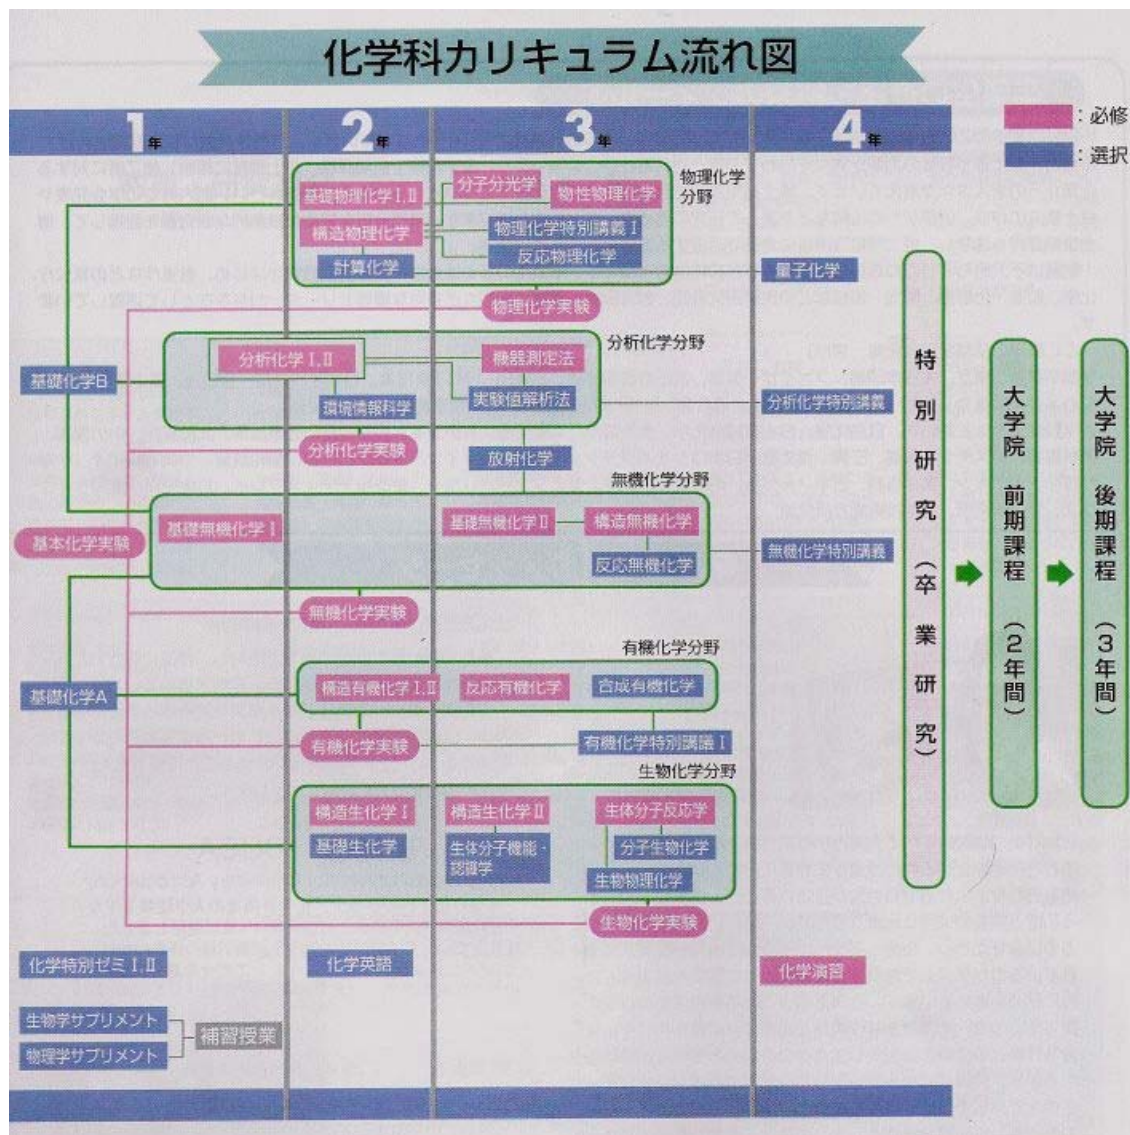 化学科カリキュラム流れ図
1年
2年
3年
4年
：必修
：選択
物理化学
分野
基礎物理化学Ⅰ,Ⅱ
分子分光学
物性物理化学
構造物理化学
物理化学特別講義Ⅰ
計算化学
反応物理化学
量子化学
物理化学実験
分析化学分野
分析化学Ⅰ,Ⅱ
機器測定法
基礎化学B
環境情報科学
実験値解析法
分析化学特別講義
分析化学実験
放射化学
無機化学分野
基礎無機化学Ⅰ
基礎無機化学Ⅱ
構造無機化学
基本化学実験
反応無機化学
無機化学特別講義
無機化学実験
有機化学分野
基礎化学A
構造有機化学Ⅰ,Ⅱ
反応有機化学
合成有機化学
有機化学実験
有機化学特別講議Ⅰ
生物化学分野
構造生化学Ⅰ
構造生化学Ⅱ
生体分子反応学
基礎生化学
生体分子機能・
認識学
分子生物化学
生物物理化学
生物化学実験
特別研究（卒業研究）
大学院 前期課程（2年間）
大学院 後期課程（3年間）
化学特別ゼミⅠ,Ⅱ
化学英語
化学演習
生物学サプリメント
補習授業
物理学サプリメント